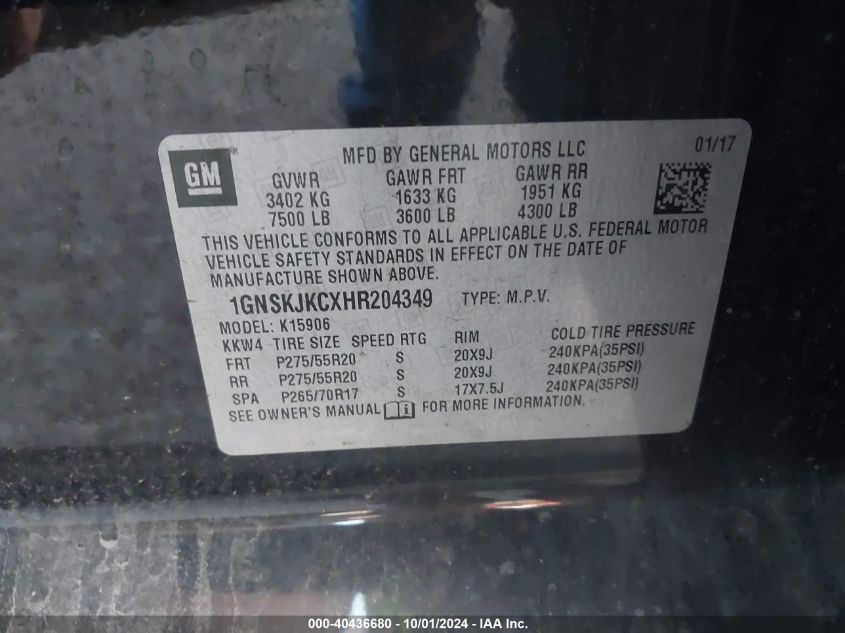 GM
MFD BY GENERAL MOTORS LLC 01/17
GVWR GAWR FRT GAWR RR
3402 KG 1633 KG 1951 KG
7500 LB 3600 LB 4300 LB
THIS VEHICLE CONFORMS TO ALL APPLICABLE U.S. FEDERAL MOTOR
VEHICLE SAFETY STANDARDS IN EFFECT ON THE DATE OF
MANUFACTURE SHOWN ABOVE.
1GNSKJKCXHR204349 TYPE: M.P.V.
MODEL: K15906
KKW4 TIRE SIZE SPEED RTG RIM COLD TIRE PRESSURE
FRT P275/55R20 S 20X9J 240KPA(35PSI)
RR P275/55R20 S 20X9J 240KPA(35PSI)
SPA P265/70R17 S 17X7.5J 240KPA(35PSI)
SEE OWNER'S MANUAL FOR MORE INFORMATION.
000-40436680 - 10/01/2024 - IAA Inc.